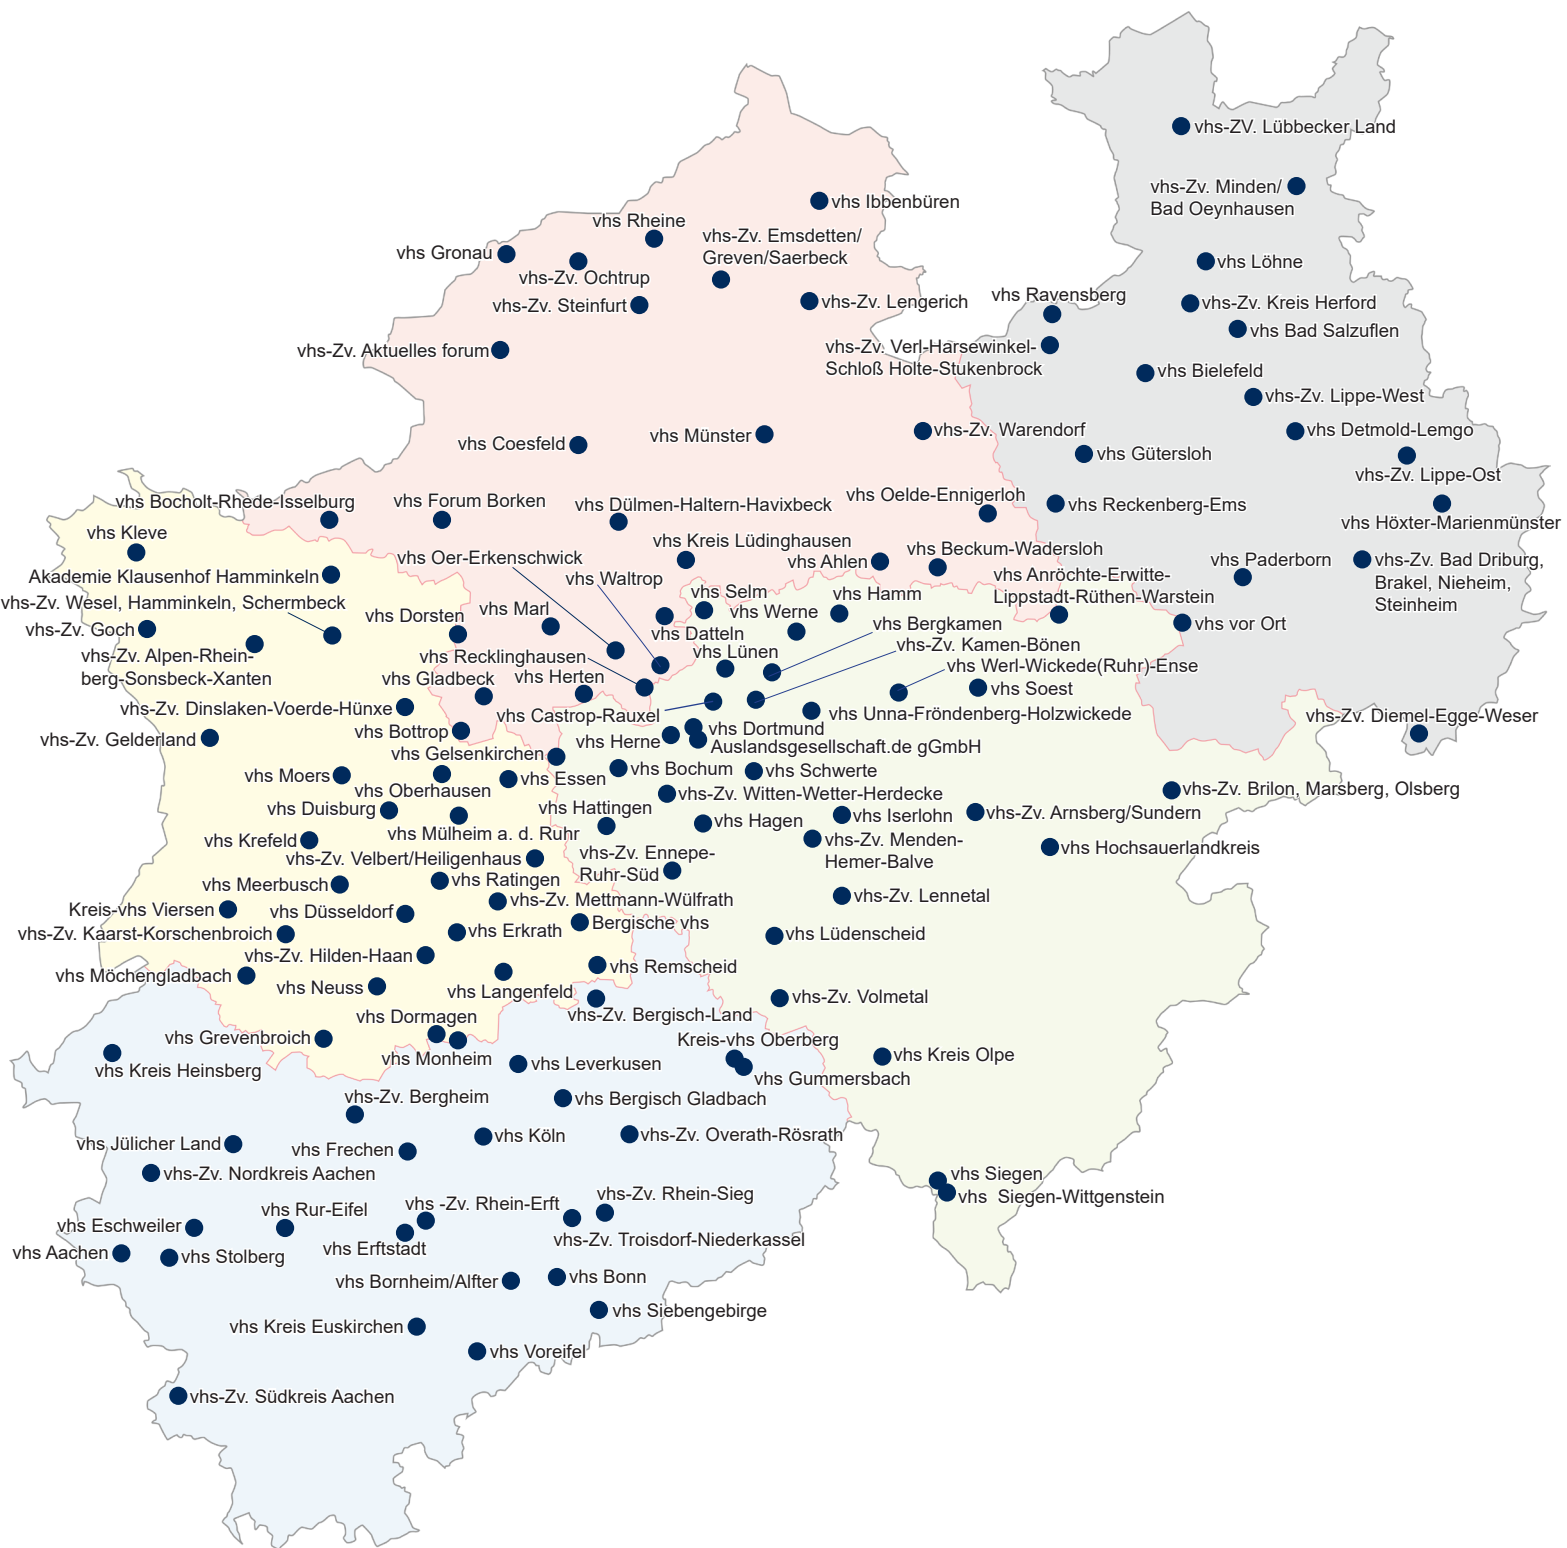 vhs-ZV. Lübbecker Land
vhs-Zv. Minden/
Bad Oeynhausen
vhs Ibbenbüren
vhs Rheine
vhs-Zv. Emsdetten/
Greven/Saerbeck
vhs Gronau
vhs-Zv. Ochtrup
vhs Löhne
vhs-Zv. Steinfurt
vhs-Zv. Lengerich
vhs Ravensberg
vhs-Zv. Kreis Herford
vhs Bad Salzuflen
vhs-Zv. Aktuelles forum
vhs-Zv. Verl-Harsewinkel-
Schloß Holte-Stukenbrock
vhs Bielefeld
vhs-Zv. Lippe-West
vhs Coesfeld
vhs Münster
vhs-Zv. Warendorf
vhs Detmold-Lemgo
vhs Gütersloh
vhs-Zv. Lippe-Ost
vhs Bocholt-Rhede-Isselburg
vhs Forum Borken
vhs Dülmen-Haltern-Havixbeck
vhs Oelde-Ennigerloh
vhs Reckenberg-Ems
vhs Höxter-Marienmünster
vhs Kleve
vhs Kreis Lüdinghausen
vhs Oer-Erkenschwick
vhs Ahlen
vhs Beckum-Wadersloh
vhs Paderborn
vhs-Zv. Bad Driburg,
Brakel, Nieheim,
Steinheim
Akademie Klausenhof Hamminkeln
vhs Waltrop
vhs Anröchte-Erwitte-
Lippstadt-Rüthen-Warstein
vhs-Zv. Wesel, Hamminkeln, Schermbeck
vhs Selm
vhs Hamm
vhs Dorsten
vhs Marl
vhs Werne
vhs Bergkamen
vhs vor Ort
vhs-Zv. Goch
vhs Datteln
vhs-Zv. Kamen-Bönen
vhs-Zv. Alpen-Rhein-
berg-Sonsbeck-Xanten
vhs Recklinghausen
vhs Lünen
vhs Werl-Wickede(Ruhr)-Ense
vhs Gladbeck
vhs Herten
vhs Soest
vhs-Zv. Dinslaken-Voerde-Hünxe
vhs Castrop-Rauxel
vhs Unna-Fröndenberg-Holzwickede
vhs-Zv. Diemel-Egge-Weser
vhs Bottrop
vhs Dortmund
vhs-Zv. Gelderland
vhs Herne
Auslandsgesellschaft.de gGmbH
vhs Gelsenkirchen
vhs Moers
vhs Essen
vhs Bochum
vhs Schwerte
vhs Oberhausen
vhs-Zv. Witten-Wetter-Herdecke
vhs-Zv. Brilon, Marsberg, Olsberg
vhs Duisburg
vhs Hattingen
vhs Hagen
vhs Iserlohn
vhs-Zv. Arnsberg/Sundern
vhs Mülheim a. d. Ruhr
vhs Krefeld
vhs-Zv. Menden-
Hemer-Balve
vhs Hochsauerlandkreis
vhs-Zv. Velbert/Heiligenhaus
vhs-Zv. Ennepe-
Ruhr-Süd
vhs Meerbusch
vhs Ratingen
vhs-Zv. Lennetal
vhs-Zv. Mettmann-Wülfrath
Kreis-vhs Viersen
vhs Düsseldorf
Bergische vhs
vhs-Zv. Kaarst-Korschenbroich
vhs Erkrath
vhs Lüdenscheid
vhs-Zv. Hilden-Haan
vhs Remscheid
vhs Möchengladbach
vhs Neuss
vhs Langenfeld
vhs-Zv. Volmetal
vhs-Zv. Bergisch-Land
vhs Dormagen
vhs Grevenbroich
Kreis-vhs Oberberg
vhs Monheim
vhs Leverkusen
vhs Kreis Olpe
vhs Kreis Heinsberg
vhs Gummersbach
vhs-Zv. Bergheim
vhs Bergisch Gladbach
vhs Jülicher Land
vhs Frechen
vhs Köln
vhs-Zv. Overath-Rösrath
vhs-Zv. Nordkreis Aachen
vhs Siegen
vhs  Siegen-Wittgenstein
vhs-Zv. Rhein-Sieg
vhs -Zv. Rhein-Erft
vhs Rur-Eifel
vhs Eschweiler
vhs-Zv. Troisdorf-Niederkassel
vhs Aachen
vhs Stolberg
vhs Erftstadt
vhs Bornheim/Alfter
vhs Bonn
vhs Siebengebirge
vhs Kreis Euskirchen
vhs Voreifel
vhs-Zv. Südkreis Aachen